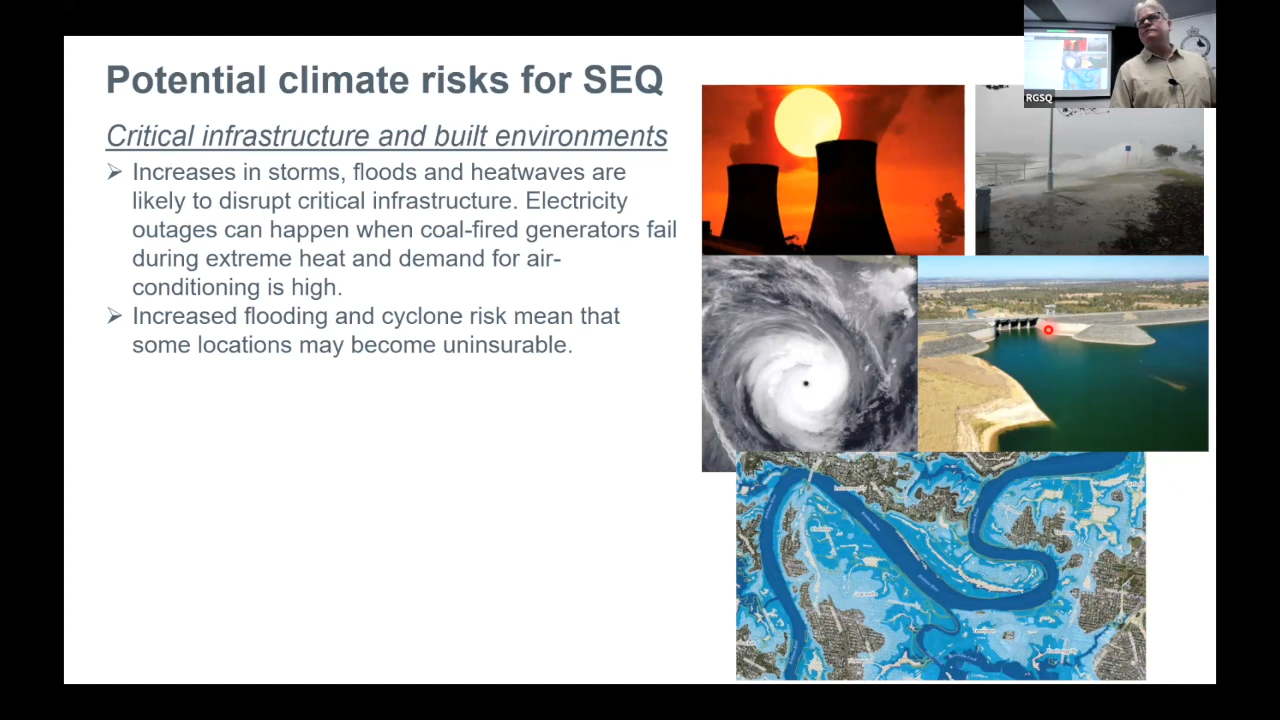 Potential climate risks for SEQ
Critical infrastructure and built environments
➢ Increases in storms, floods and heatwaves are
likely to disrupt critical infrastructure. Electricity
outages can happen when coal-fired generators fail
during extreme heat and demand for air-
conditioning is high.
➢ Increased flooding and cyclone risk mean that
some locations may become uninsurable.
RGSQ